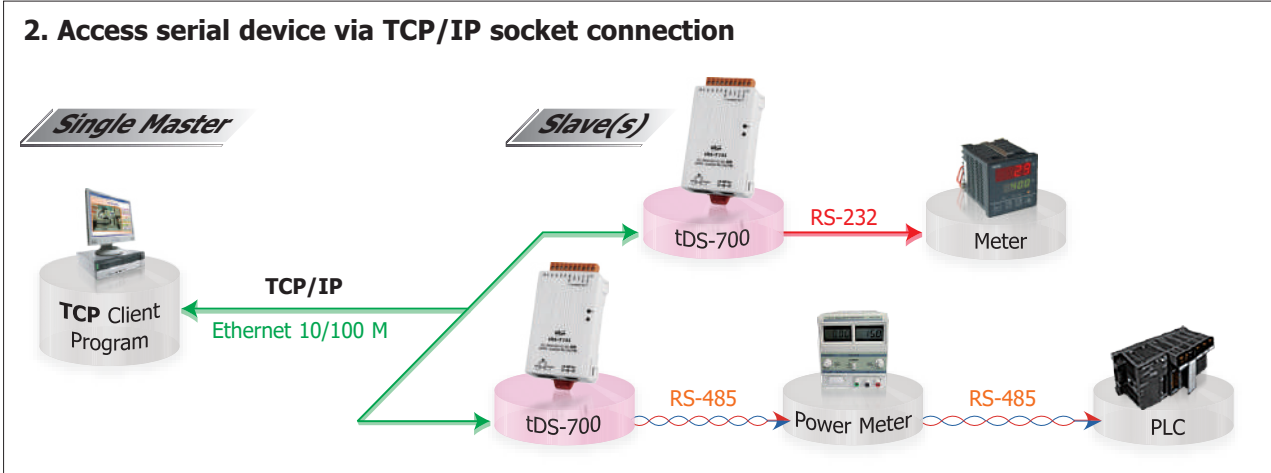 2. Access serial device via TCP/IP socket connection
Single Master
Slave(s)
tDS-700
RS-232
Meter
TCP Client
Program
TCP/IP
Ethernet 10/100 M
tDS-700
RS-485
Power Meter
RS-485
PLC